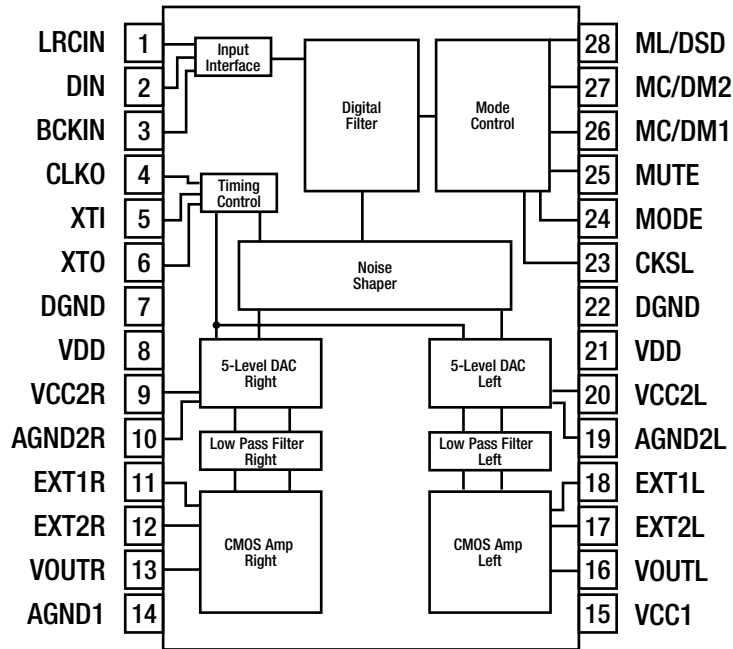 LRCIN 1
DIN 2
BCKIN 3
CLKO 4
XTI 5
XTO 6
DGND 7
VDD 8
VCC2R 9
AGND2R 10
EXT1R 11
EXT2R 12
VOUTR 13
AGND1 14
Input
Interface
Digital
Filter
Mode
Control
Timing
Control
Noise
Shaper
5-Level DAC
Right
5-Level DAC
Left
Low Pass Filter
Right
Low Pass Filter
Left
CMOS Amp
Right
CMOS Amp
Left
28 ML/DSD
27 MC/DM2
26 MC/DM1
25 MUTE
24 MODE
23 CKSL
22 DGND
21 VDD
20 VCC2L
19 AGND2L
18 EXT1L
17 EXT2L
16 VOUTL
15 VCC1